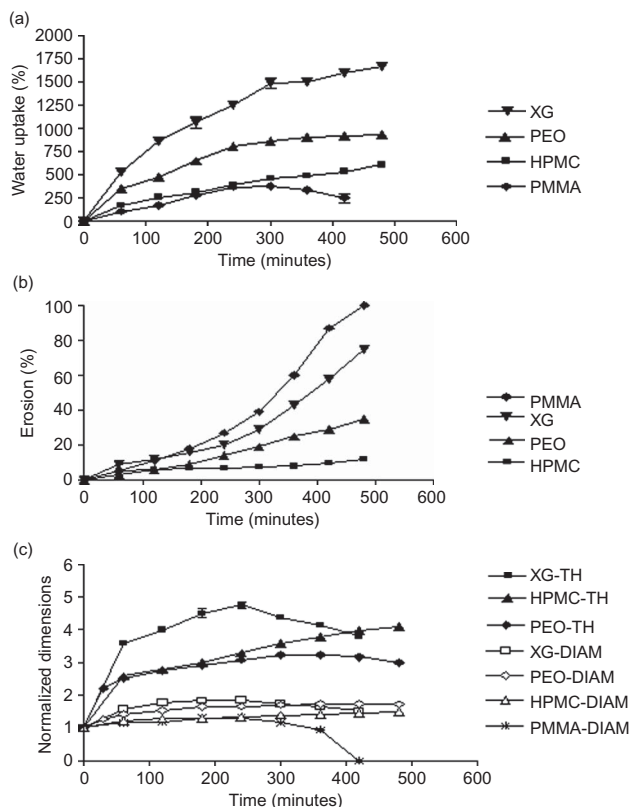 (a)
2000
1750
1500
1250
1000
750
500
250
0
Water uptake (%)
0 100 200 300 400 500 600
Time (minutes)
XG
PEO
HPMC
PMMA
(b)
100
80
60
40
20
0
Erosion (%)
0 100 200 300 400 500 600
Time (minutes)
PMMA
XG
PEO
HPMC
(c)
6
5
4
3
2
1
0
Normalized dimensions
0 100 200 300 400 500 600
Time (minutes)
XG-TH
HPMC-TH
PEO-TH
XG-DIAM
PEO-DIAM
HPMC-DIAM
PMMA-DIAM